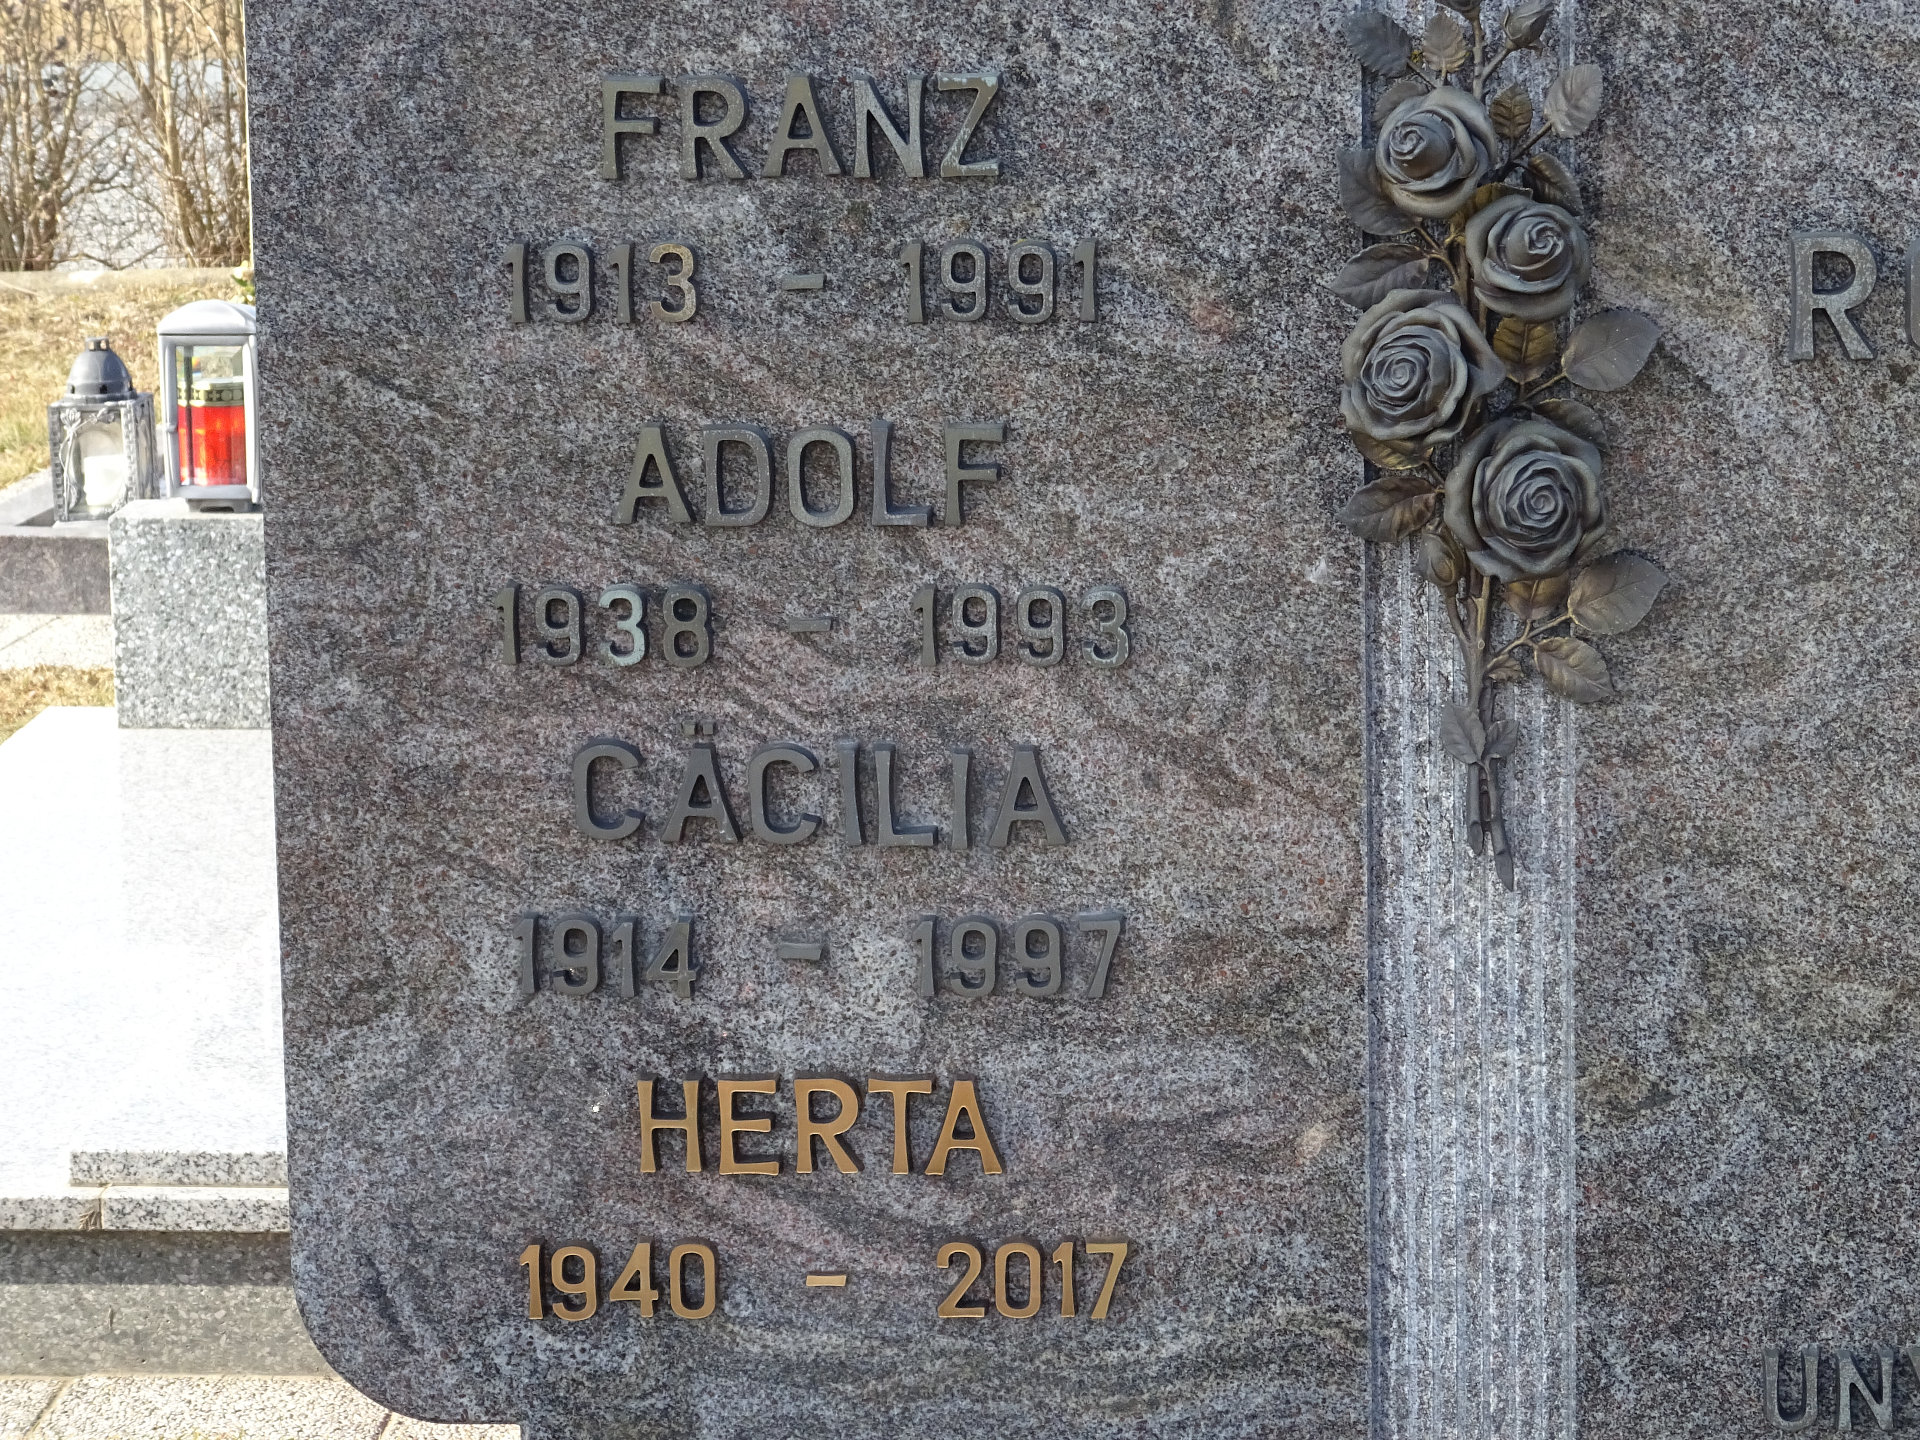 FRANZ
1913 - 1991
ADOLF
1938 - 1993
CÄCILIA
1914 - 1997
HERTA
1940 - 2017